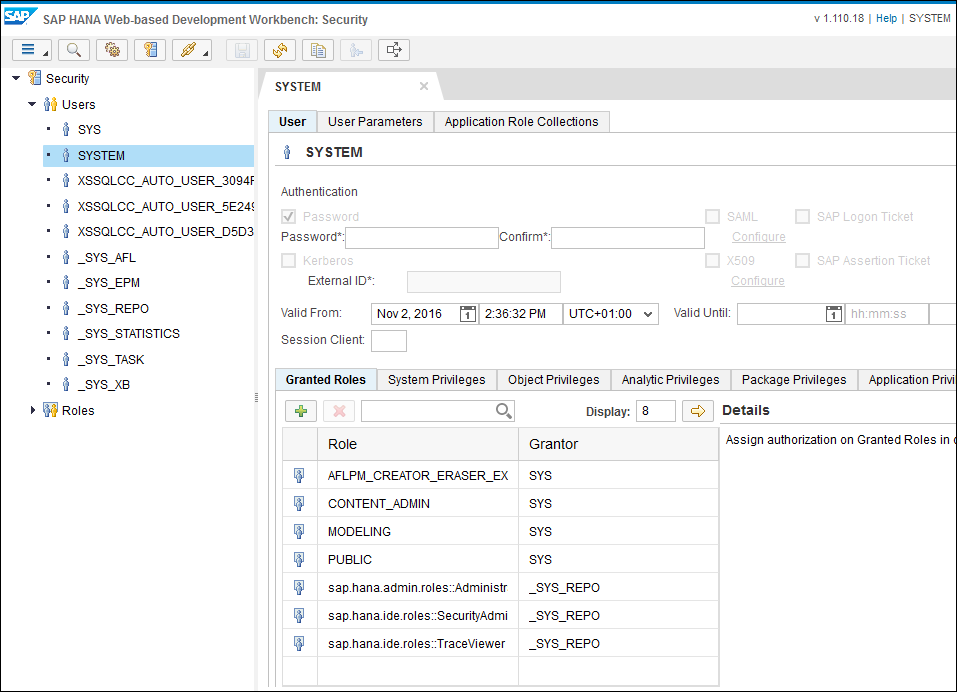 SAP SAP HANA Web-based Development Workbench: Security v 1.110.18 | Help | SYSTEM
Security
Users
SYS
SYSTEM
XSSQLCC_AUTO_USER_3094F
XSSQLCC_AUTO_USER_5E249
XSSQLCC_AUTO_USER_D5D3
_SYS_AFL
_SYS_EPM
_SYS_REPO
_SYS_STATISTICS
_SYS_TASK
_SYS_XB
Roles
SYSTEM
User User Parameters Application Role Collections
SYSTEM
Authentication
Password SAML SAP Logon Ticket
Password*: Confirm*: Configure
Kerberos X509 SAP Assertion Ticket
External ID*: Configure
Valid From: Nov 2, 2016 1 2:36:32 PM UTC+01:00 Valid Until: 1 hh:mm:ss
Session Client:
Granted Roles System Privileges Object Privileges Analytic Privileges Package Privileges Application Privi
Display: 8 Details
Role Grantor Assign authorization on Granted Roles in
AFLPM_CREATOR_ERASER_EX SYS
CONTENT_ADMIN SYS
MODELING SYS
PUBLIC SYS
sap.hana.admin.roles::Administr _SYS_REPO
sap.hana.ide.roles::SecurityAdmi _SYS_REPO
sap.hana.ide.roles::TraceViewer _SYS_REPO